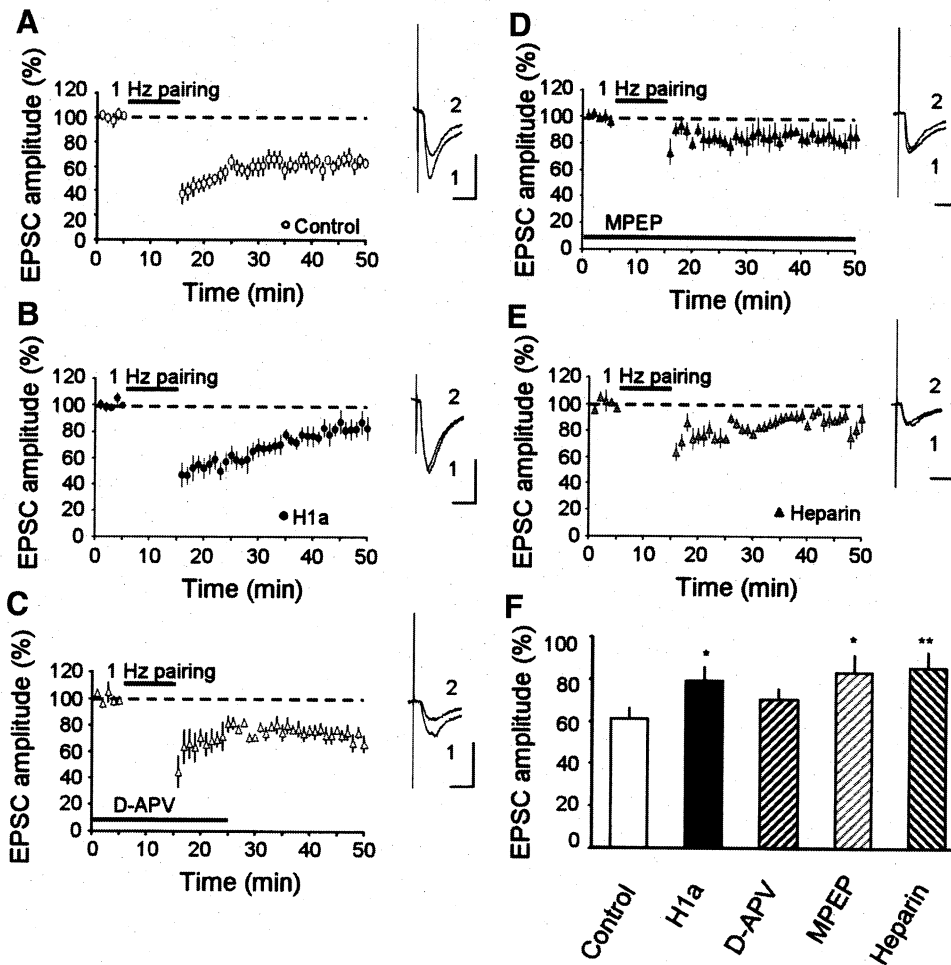 A
EPSC amplitude (%)
120
100
80
60
40
20
0
1 Hz pairing
Control
2
1
0 10 20 30 40 50
Time (min)
B
EPSC amplitude (%)
120
100
80
60
40
20
0
1 Hz pairing
H1a
2
1
0 10 20 30 40 50
Time (min)
C
EPSC amplitude (%)
120
100
80
60
40
20
0
1 Hz pairing
D-APV
2
1
0 10 20 30 40 50
Time (min)
D
EPSC amplitude (%)
120
100
80
60
40
20
0
1 Hz pairing
MPEP
2
1
0 10 20 30 40 50
Time (min)
E
EPSC amplitude (%)
120
100
80
60
40
20
0
1 Hz pairing
Heparin
2
1
0 10 20 30 40 50
Time (min)
F
EPSC amplitude (%)
100
80
60
40
20
0
*
*
**
Control
H1a
D-APV
MPEP
Heparin